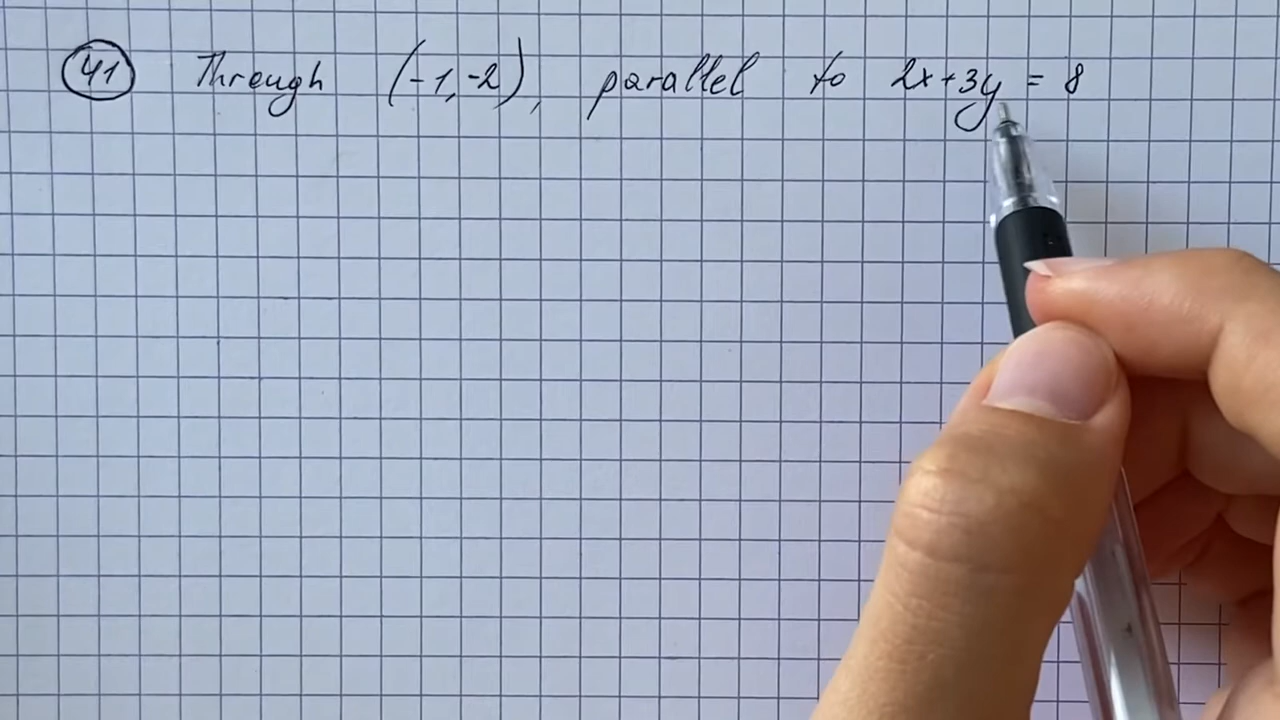 41 Through (-1,-2), parallel to 2x+3y = 8